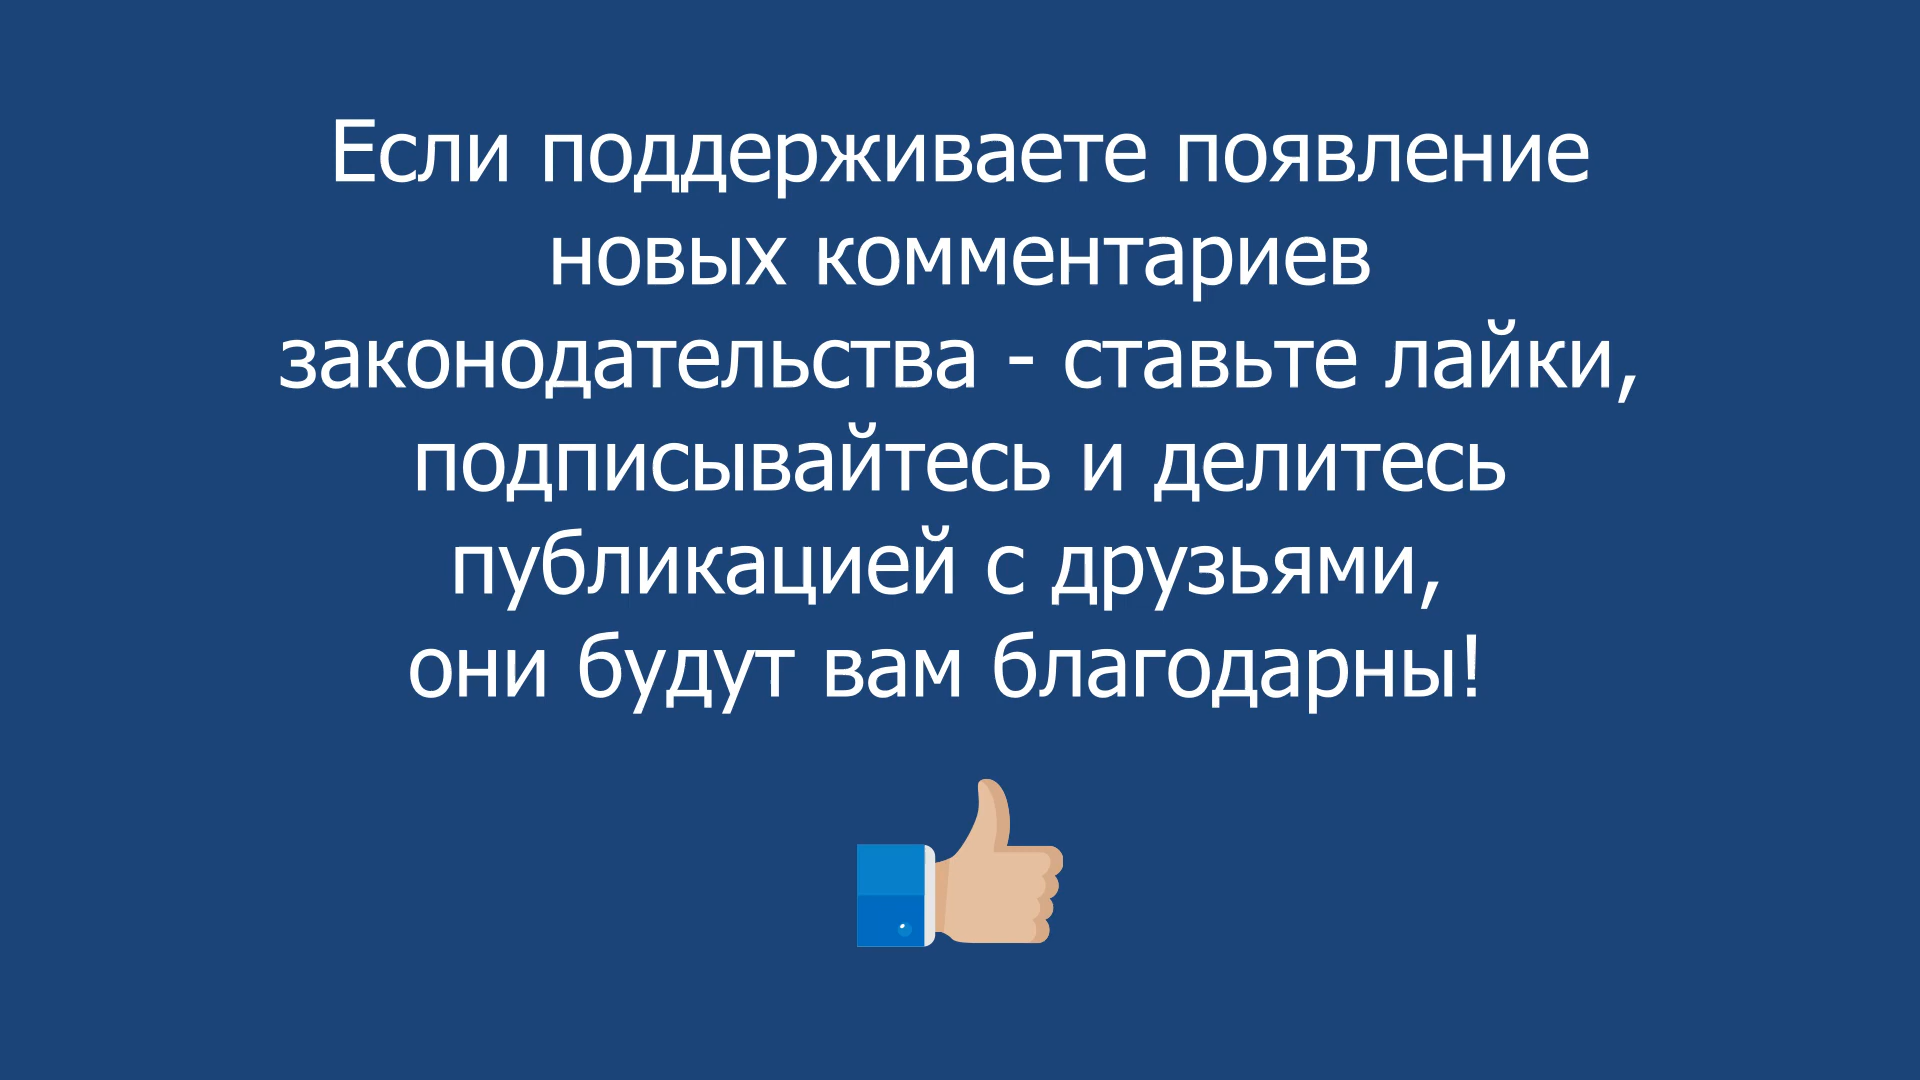 Если поддерживаете появление
новых комментариев
законодательства - ставьте лайки,
подписывайтесь и делитесь
публикацией с друзьями,
они будут вам благодарны!